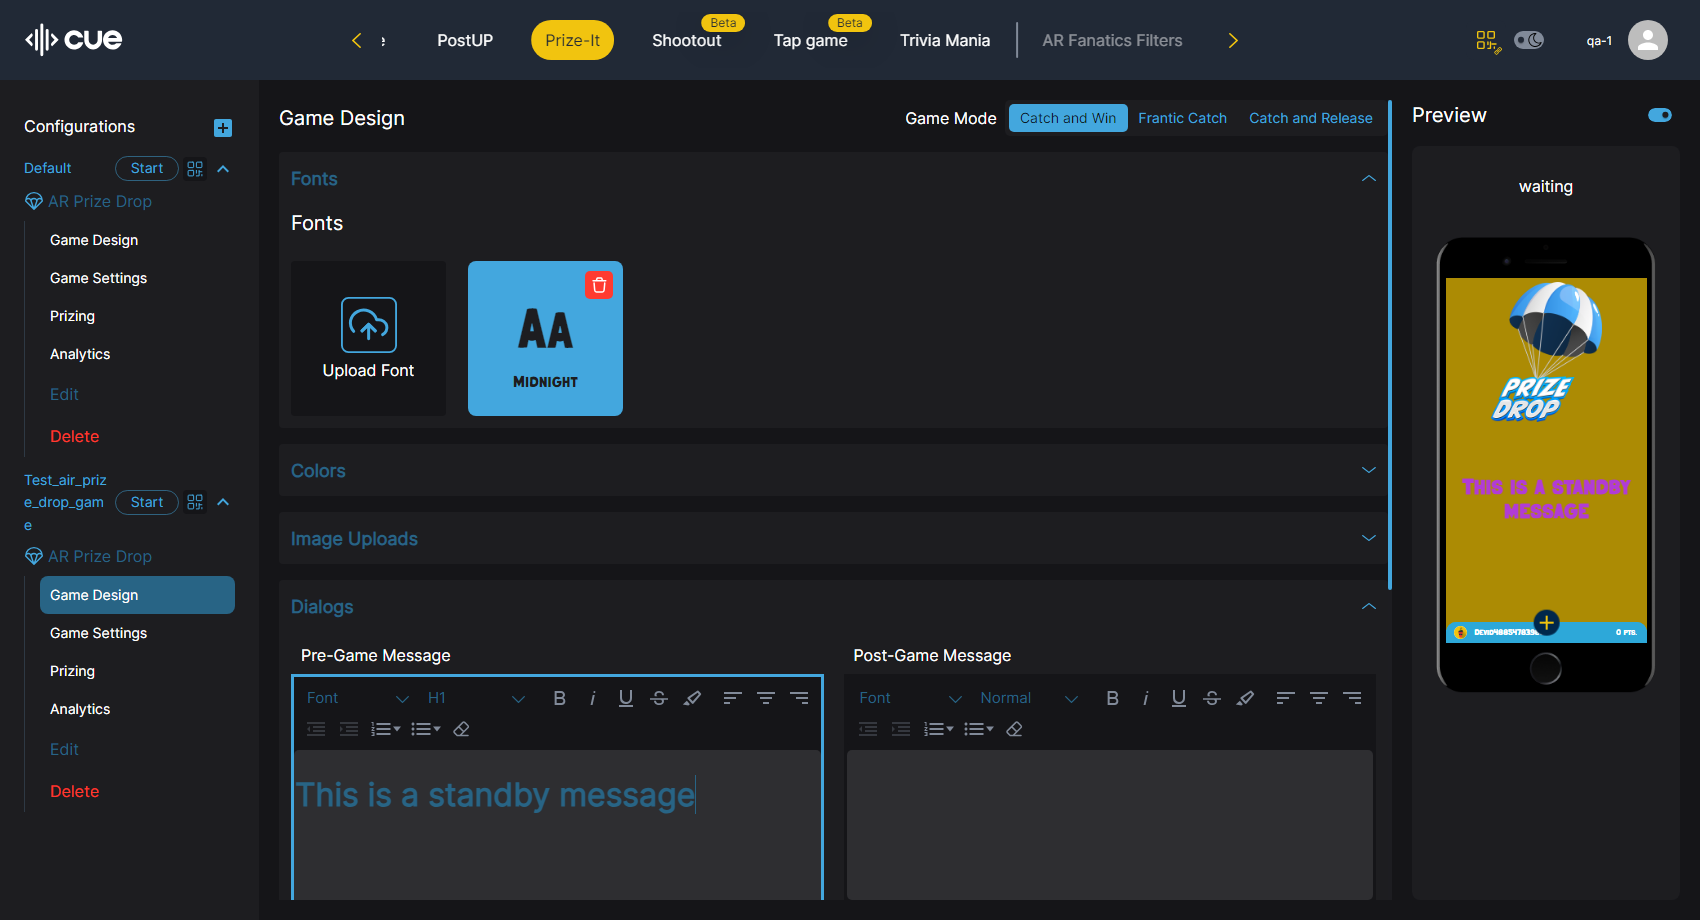 cue
PostUP
Prize-It
Shootout
Beta
Tap game
Beta
Trivia Mania
AR Fanatics Filters
qa-1
Configurations
Default
Start
AR Prize Drop
Game Design
Game Settings
Prizing
Analytics
Edit
Delete
Test_air_priz
e_drop_gam
e
Start
AR Prize Drop
Game Design
Game Settings
Prizing
Analytics
Edit
Delete
Game Design
Game Mode
Catch and Win
Frantic Catch
Catch and Release
Fonts
Fonts
Upload Font
AA
MIDNIGHT
Colors
Image Uploads
Dialogs
Pre-Game Message
Font
H1
This is a standby message
Post-Game Message
Font
Normal
Preview
waiting
PRIZE
DROP
THIS IS A STANDBY
MESSAGE
0 PTS.